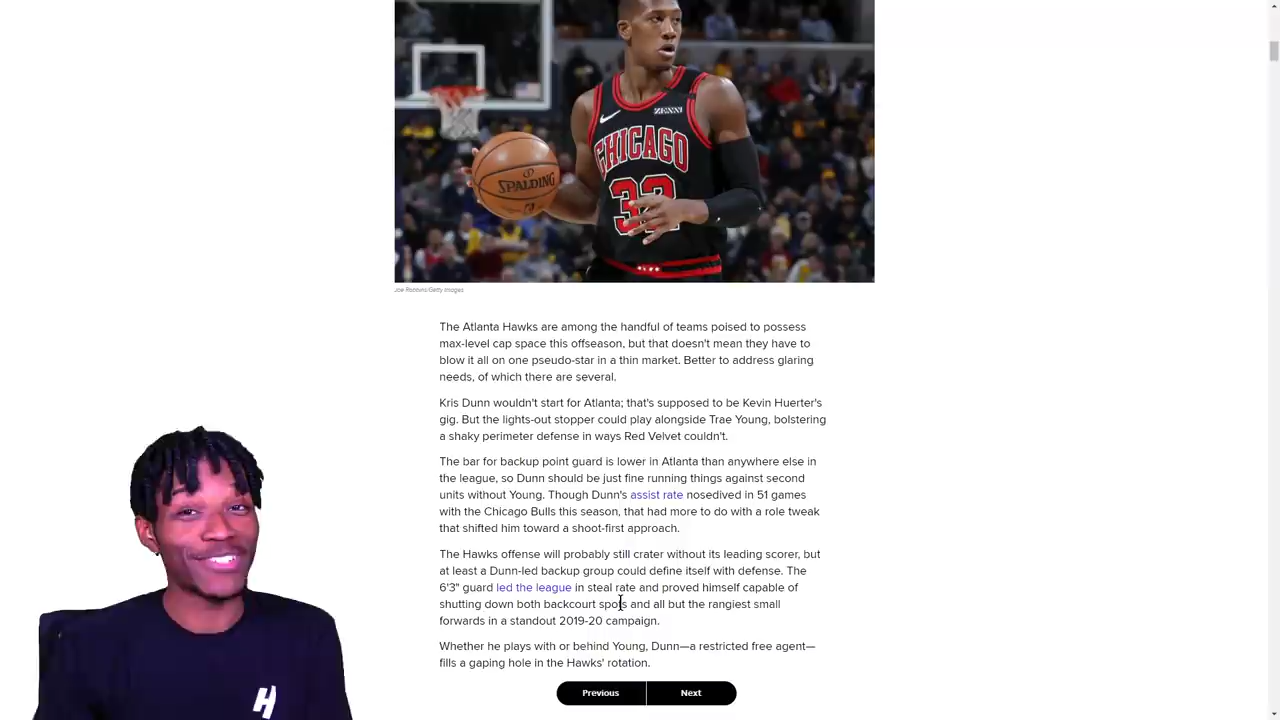 ZENNI
CHICAGO
SPALDING
32
Joe Robbins/Getty Images
The Atlanta Hawks are among the handful of teams poised to possess
max-level cap space this offseason, but that doesn't mean they have to
blow it all on one pseudo-star in a thin market. Better to address glaring
needs, of which there are several.
Kris Dunn wouldn't start for Atlanta; that's supposed to be Kevin Huerter's
gig. But the lights-out stopper could play alongside Trae Young, bolstering
a shaky perimeter defense in ways Red Velvet couldn't.
The bar for backup point guard is lower in Atlanta than anywhere else in
the league, so Dunn should be just fine running things against second
units without Young. Though Dunn's assist rate nosedived in 51 games
with the Chicago Bulls this season, that had more to do with a role tweak
that shifted him toward a shoot-first approach.
The Hawks offense will probably still crater without its leading scorer, but
at least a Dunn-led backup group could define itself with defense. The
6'3" guard led the league in steal rate and proved himself capable of
shutting down both backcourt spots and all but the rangiest small
forwards in a standout 2019-20 campaign.
Whether he plays with or behind Young, Dunn—a restricted free agent—
fills a gaping hole in the Hawks' rotation.
Previous Next
H